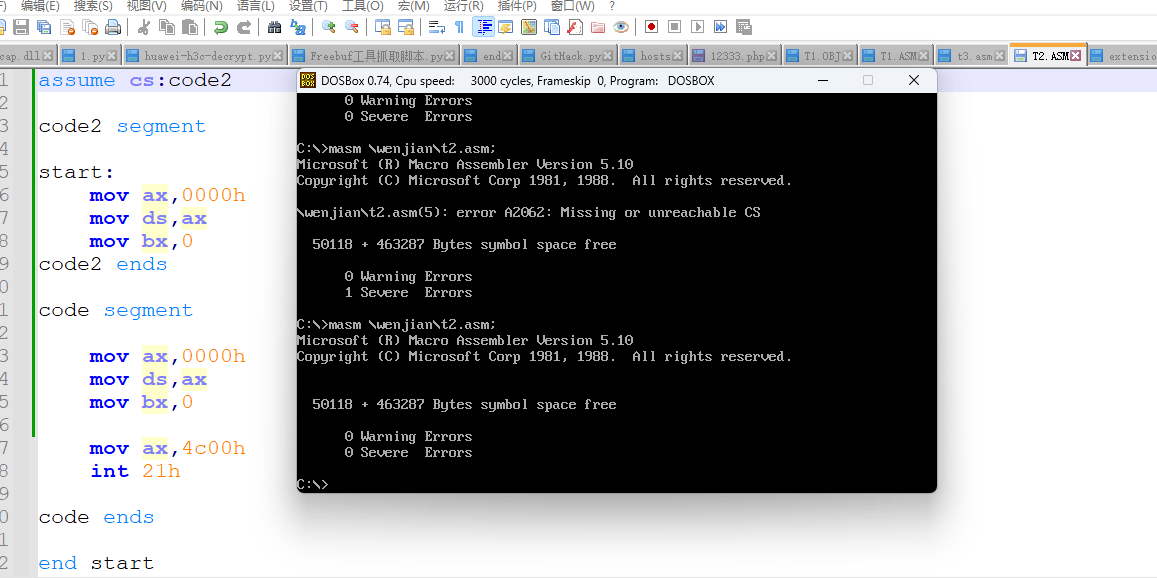 F) 编辑(E) 搜索(S) 视图(V) 编码(N) 语言(L) 设置(T) 工具(O) 宏(M) 运行(R) 插件(P) 窗口(W) ?
cap.dll 1.py huawei-h3c-decrypt.py Freebuf工具抓取脚本.py end GitHack.py hosts 12333.php T1.OBJ T1.ASM t3.asm T2.ASM extensio
1 assume cs:code2
2
3 code2 segment
4
5 start:
6 mov ax,0000h
7 mov ds,ax
8 mov bx,0
9 code2 ends
0
1 code segment
2
3 mov ax,0000h
4 mov ds,ax
5 mov bx,0
6
7 mov ax,4c00h
8 int 21h
9
0 code ends
1
2 end start
DOSBox 0.74, Cpu speed: 3000 cycles, Frameskip 0, Program: DOSBOX
0 Warning Errors
0 Severe Errors
C:\>masm \wenjian\t2.asm;
Microsoft (R) Macro Assembler Version 5.10
Copyright (C) Microsoft Corp 1981, 1988. All rights reserved.
\wenjian\t2.asm(5): error A2062: Missing or unreachable CS
50118 + 463287 Bytes symbol space free
0 Warning Errors
1 Severe Errors
C:\>masm \wenjian\t2.asm;
Microsoft (R) Macro Assembler Version 5.10
Copyright (C) Microsoft Corp 1981, 1988. All rights reserved.
50118 + 463287 Bytes symbol space free
0 Warning Errors
0 Severe Errors
C:\>